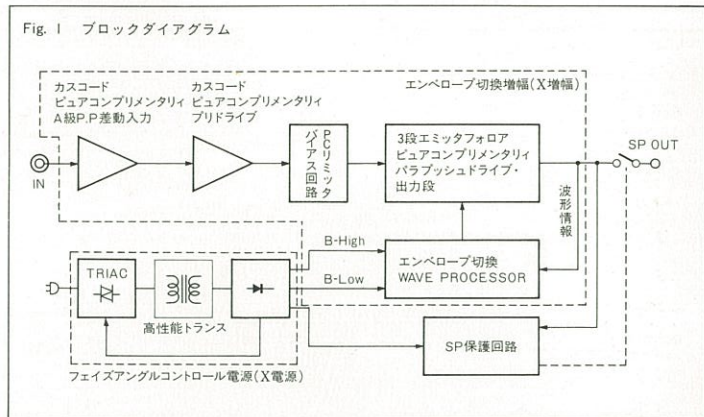 Fig. 1 ブロックダイアグラム
エンベロープ切換増幅(X増幅)
カスコード
ピュアコンプリメンタリィ
A級P.P差動入力
カスコード
ピュアコンプリメンタリィ
プリドライブ
PCリミッタ
バイアス回路
3段エミッタフォロア
ピュアコンプリメンタリィ
パラプッシュドライブ・
出力段
SP OUT
IN
波形情報
B-High
B-Low
エンベロープ切換
WAVE PROCESSOR
TRIAC
高性能トランス
SP保護回路
フェイズアングルコントロール電源(X電源)